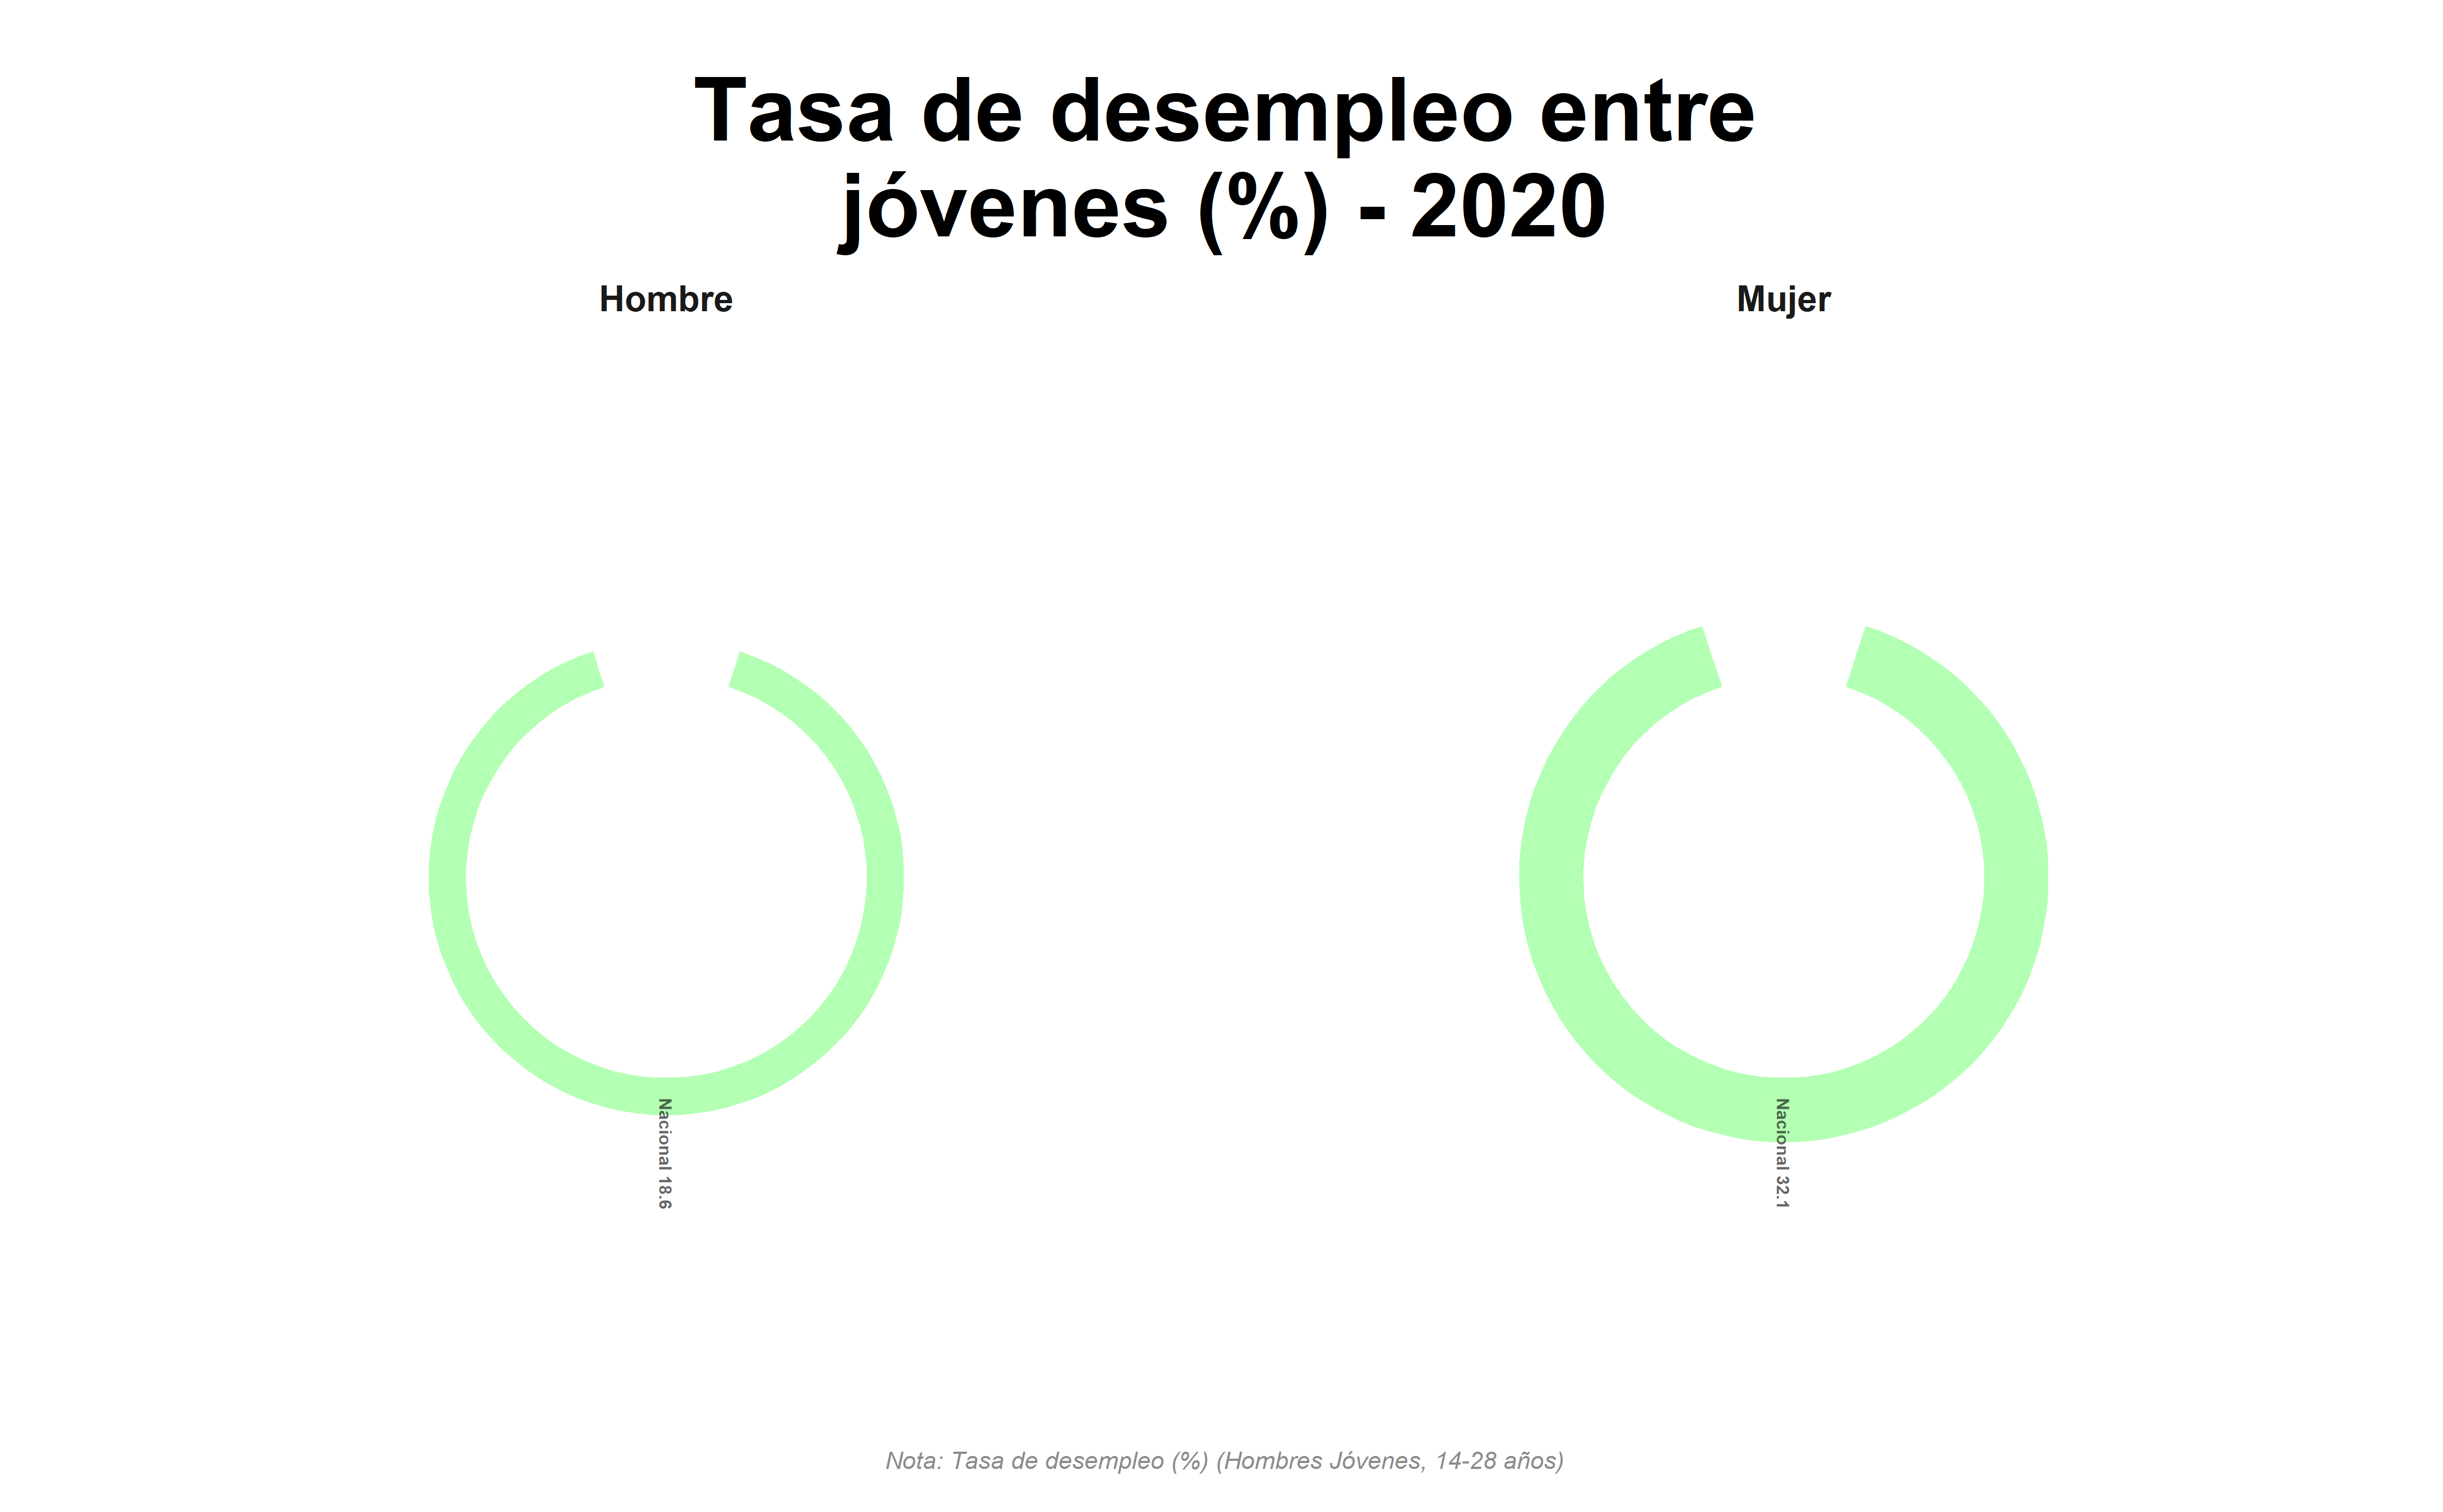 Tasa de desempleo entre
jóvenes (%) - 2020
Hombre
Mujer
Nacional 18.6
Nacional 32.1
Nota: Tasa de desempleo (%) (Hombres Jóvenes, 14-28 años)